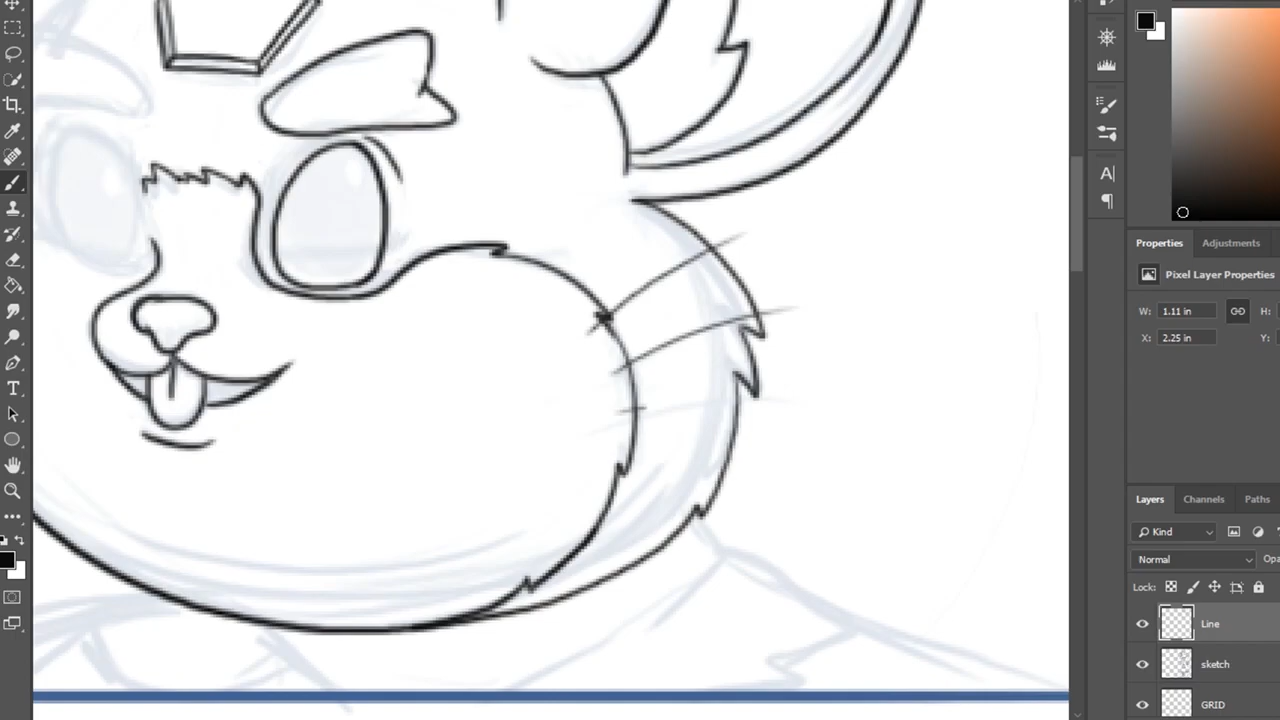 Properties Adjustments
Pixel Layer Properties
W: 1.11 in H:
X: 2.25 in Y:
Layers Channels Paths
Kind
Normal
Lock:
Line
sketch
GRID